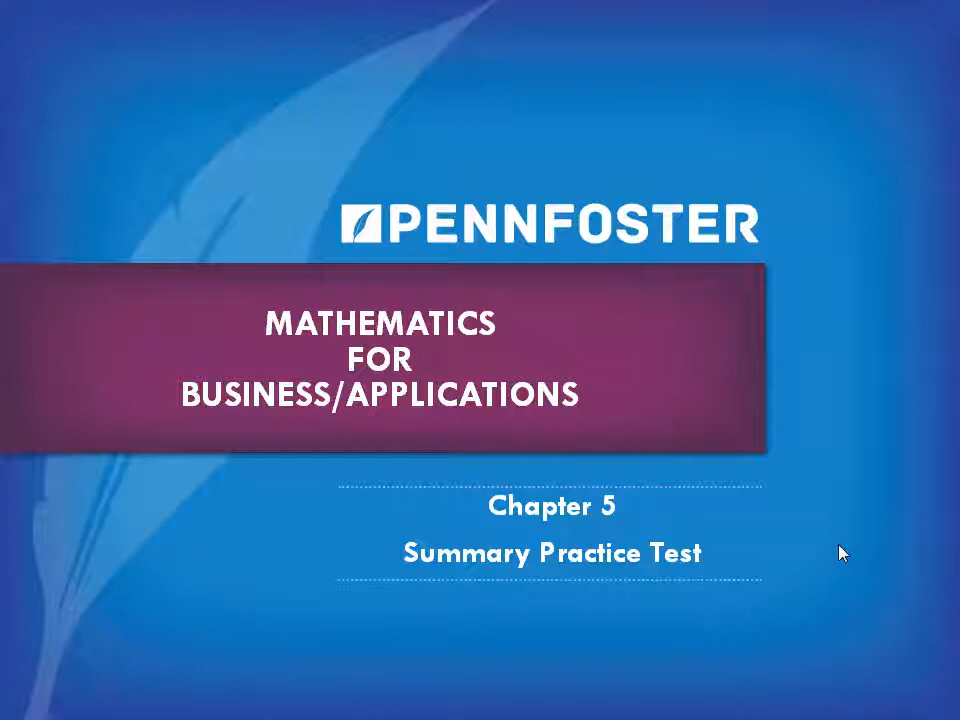 PENNFOSTER
MATHEMATICS
FOR
BUSINESS/APPLICATIONS
Chapter 5
Summary Practice Test